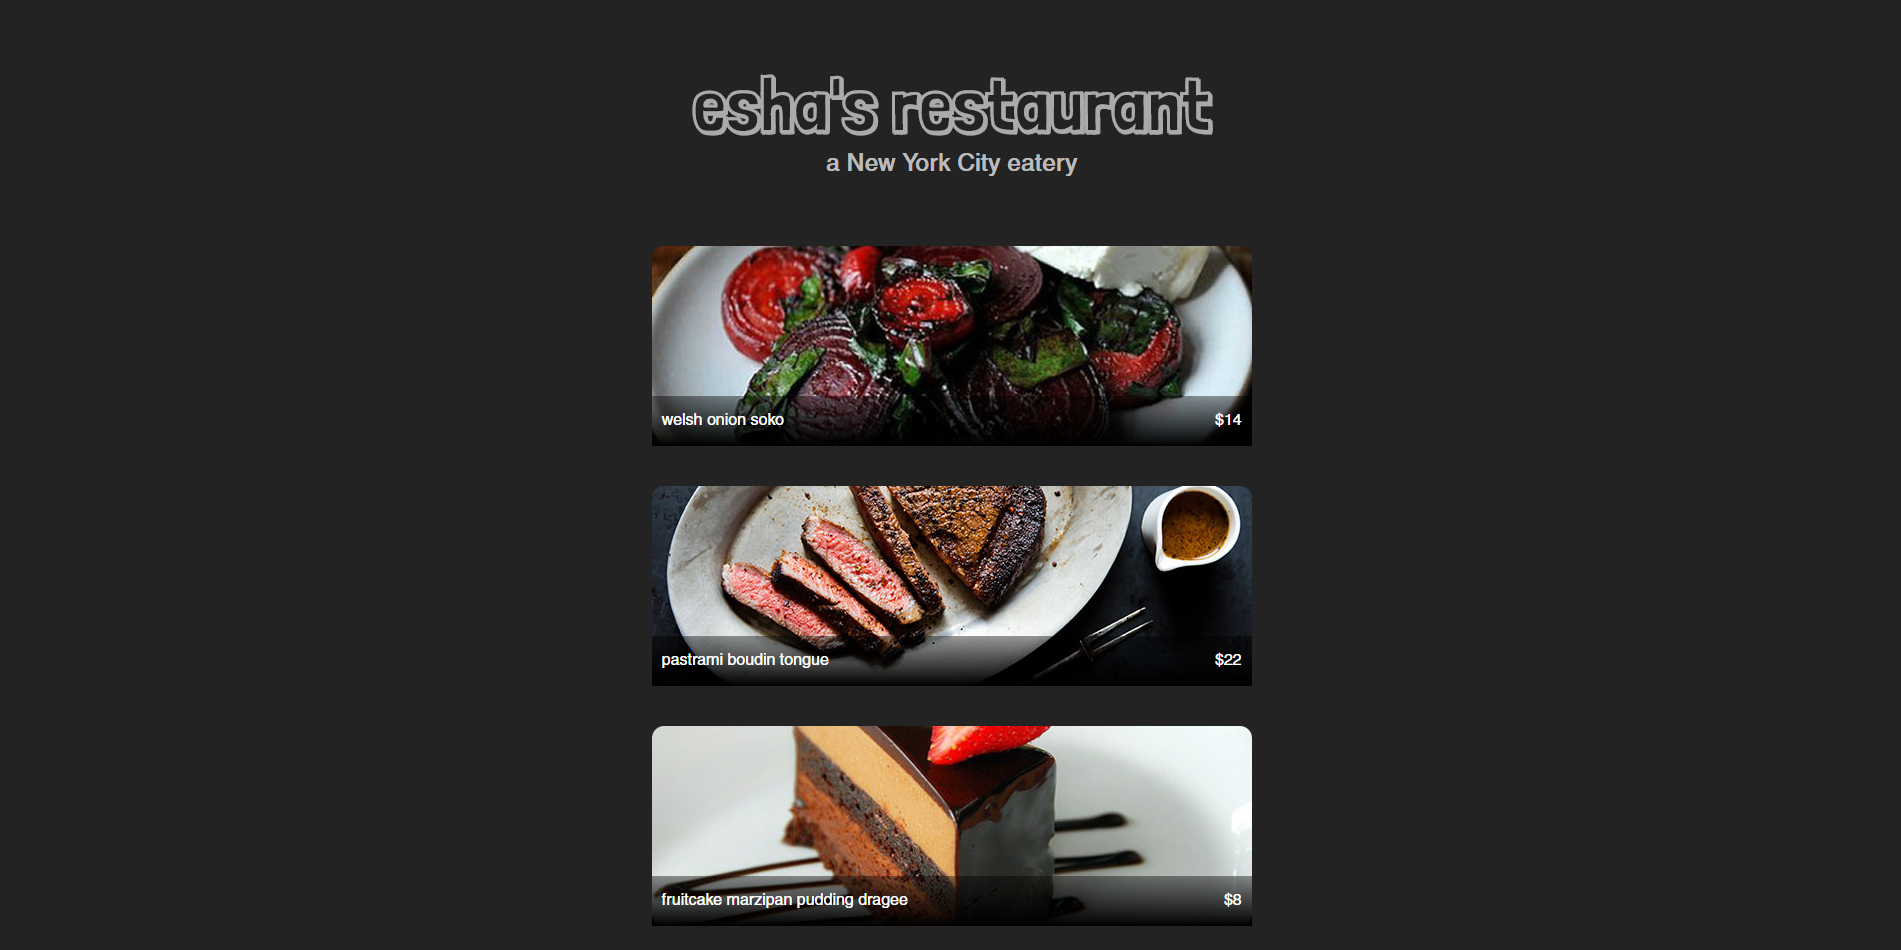 esha's restaurant
a New York City eatery
welsh onion soko $14
pastrami boudin tongue $22
fruitcake marzipan pudding dragee $8